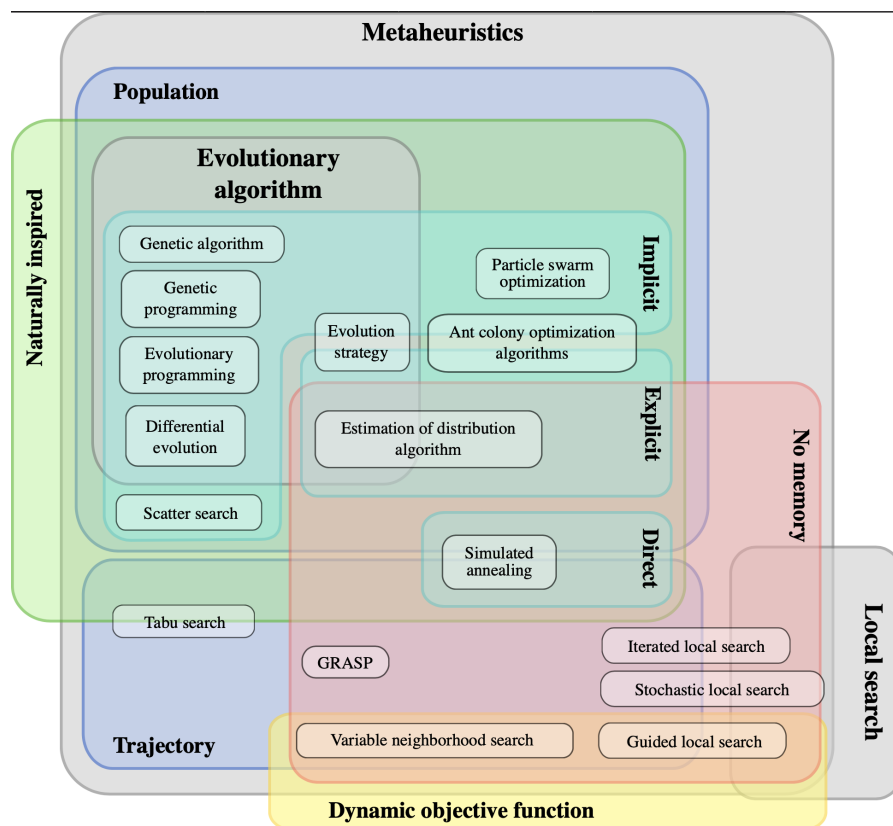 Metaheuristics
Population
Naturally inspired
Evolutionary
algorithm
Implicit
Genetic algorithm
Particle swarm
optimization
Genetic
programming
Evolution
strategy
Ant colony optimization
algorithms
Evolutionary
programming
Explicit
No memory
Differential
evolution
Estimation of distribution
algorithm
Scatter search
Direct
Simulated
annealing
Tabu search
Local search
Iterated local search
GRASP
Stochastic local search
Trajectory
Variable neighborhood search
Guided local search
Dynamic objective function